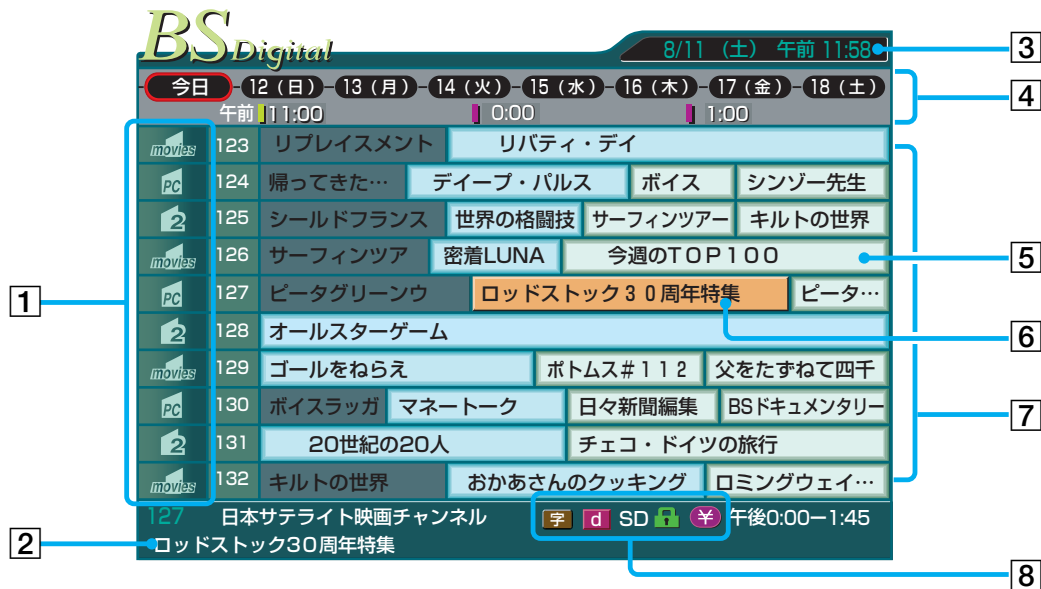 BS Digital
8/11 (土) 午前 11:58
今日 12(日) 13(月) 14(火) 15(水) 16(木) 17(金) 18(土)
午前 11:00 0:00 1:00
movies 123 リプレイスメント リバティ・デイ
PC 124 帰ってきた… デイープ・パルス ボイス シンゾー先生
2 125 シールドフランス 世界の格闘技 サーフィンツアー キルトの世界
movies 126 サーフィンツア 密着LUNA 今週のTOP100
PC 127 ピータグリーンウ ロッドストック30周年特集 ピータ…
2 128 オールスターゲーム
movies 129 ゴールをねらえ ポトムス#112 父をたずねて四千
PC 130 ボイスラッガ マネートーク 日々新聞編集 BSドキュメンタリー
2 131 20世紀の20人 チェコ・ドイツの旅行
movies 132 キルトの世界 おかあさんのクッキング ロミングウェイ…
127 日本サテライト映画チャンネル 字 d SD ¥ 午後0:00ー1:45
ロッドストック30周年特集
1
2
3
4
5
6
7
8